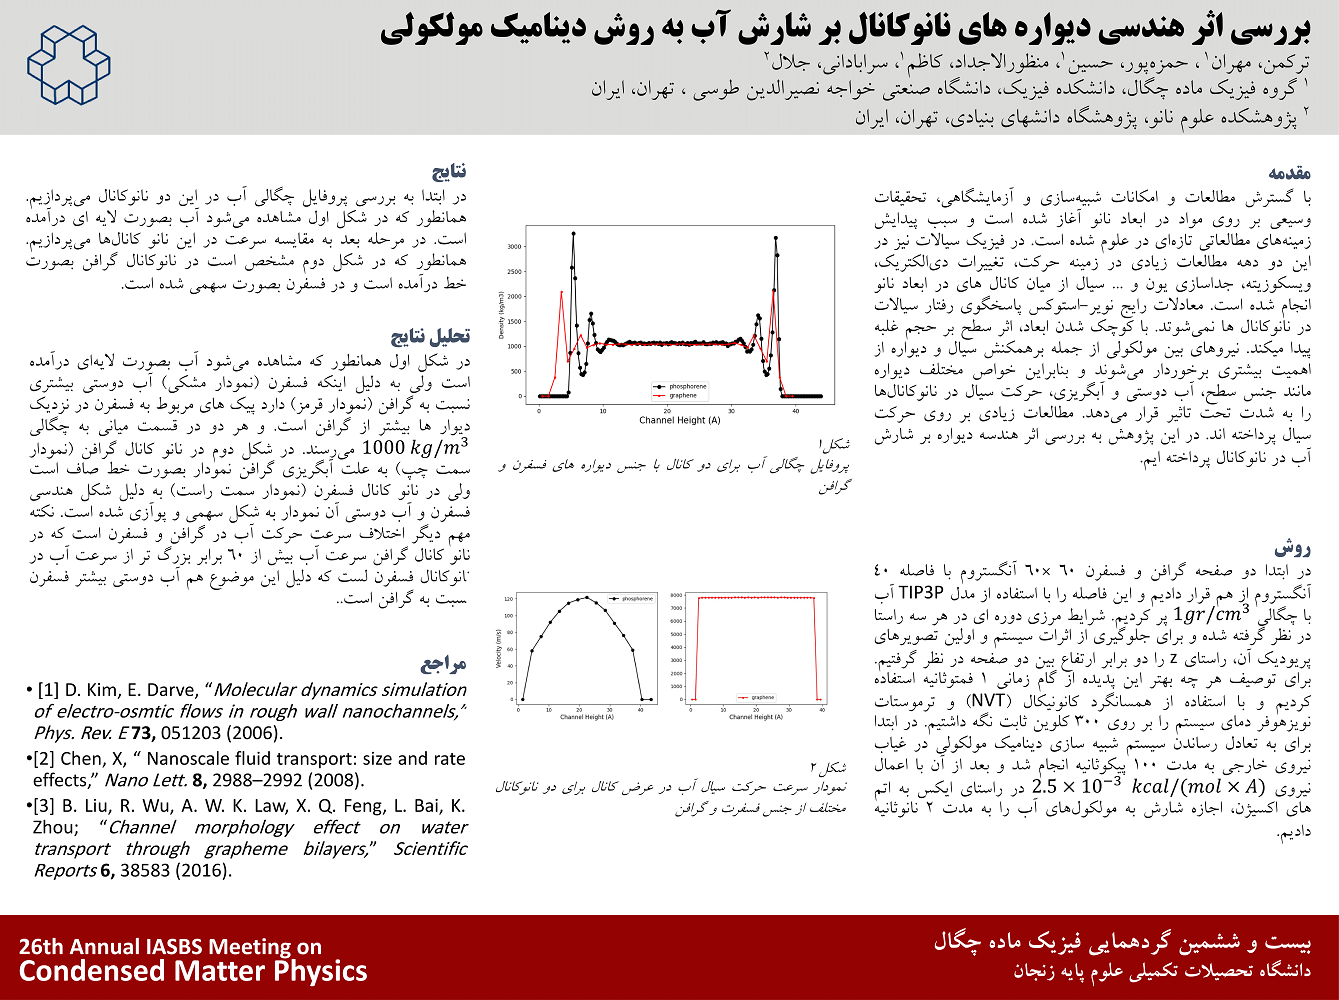 بررسی اثر هندسی دیواره های نانوکانال بر شارش آب به روش دینامیک مولکولی
ترکمن، مهران۱ ، حمزه‌پور، حسین۱، منظورالاجداد، کاظم۱، سرابادانی، جلال۲
۱ گروه فیزیک ماده چگال، دانشکده فیزیک، دانشگاه صنعتی خواجه نصیرالدین طوسی ، تهران، ایران
۲ پژوهشکده علوم نانو، پژوهشگاه دانشهای بنیادی، تهران، ایران
مقدمه
با گسترش مطالعات و امکانات شبیه‌سازی و آزمایشگاهی، تحقیقات
وسیعی بر روی مواد در ابعاد نانو آغاز شده است و سبب پیدایش
زمینه‌های مطالعاتی تازه‌ای در علوم شده است. در فیزیک سیالات نیز در
این دو دهه مطالعات زیادی در زمینه حرکت، تغییرات دی‌الکتریک،
ویسکوزیته، جداسازی یون و ... سیال از میان کانال های در ابعاد نانو
انجام شده است. معادلات رایج نویر-استوکس پاسخگوی رفتار سیالات
در نانوکانال ها نمی‌شوند. با کوچک شدن ابعاد، اثر سطح بر حجم غلبه
پیدا میکند. نیروهای بین مولکولی از جمله برهمکنش سیال و دیواره از
اهمیت بیشتری برخوردار می‌شوند و بنابراین خواص مختلف دیواره
مانند جنس سطح، آب دوستی و آبگریزی، حرکت سیال در نانوکانال‌ها
را به شدت تحت تاثیر قرار می‌دهد. مطالعات زیادی بر روی حرکت
سیال پرداخته اند. در این پژوهش به بررسی اثر هندسه دیواره بر شارش
آب در نانوکانال پرداخته ایم.
روش
در ابتدا دو صفحه گرافن و فسفرن ۶۰ ×۶۰ آنگستروم با فاصله ۴۰
آنگستروم از هم قرار دادیم و این فاصله را با استفاده از مدل TIP3P آب
با چگالی 1gr/cm³ پر کردیم. شرایط مرزی دوره ای در هر سه راستا
در نظر گرفته شده و برای جلوگیری از اثرات سیستم و اولین تصویرهای
پریودیک آن، راستای z را دو برابر ارتفاع بین دو صفحه در نظر گرفتیم.
برای توصیف هر چه بهتر این پدیده از گام زمانی ۱ فمتوثانیه استفاده
کردیم و با استفاده از همسانگرد کانونیکال (NVT) و ترموستات
نویزهوفر دمای سیستم را بر روی ۳۰۰ کلوین ثابت نگه داشتیم. در ابتدا
برای به تعادل رساندن سیستم شبیه سازی دینامیک مولکولی در غیاب
نیروی خارجی به مدت ۱۰۰ پیکوثانیه انجام شد و بعد از آن با اعمال
نیروی 2.5 × 10⁻³ kcal/(mol × A) در راستای ایکس به اتم
های اکسیژن، اجازه شارش به مولکول‌های آب را به مدت ۲ نانوثانیه
دادیم.
Density (kg/m3)
3000
2500
2000
1500
1000
500
0
phosphorene
graphene
0 10 20 30 40
Channel Height (A)
شکل۱
پروفایل چگالی آب برای دو کانال با جنس دیواره های فسفرن و
گرافن
Velocity (m/s)
120
100
80
60
40
20
0
phosphorene
0 10 20 30 40
Channel Height (A)
8000
7000
6000
5000
4000
3000
2000
1000
0
graphene
0 10 20 30 40
Channel Height (A)
شکل ۲
نمودار سرعت حرکت سیال آب در عرض کانال برای دو نانوکانال
مختلف از جنس فسفرت و گرافن
نتایج
در ابتدا به بررسی پروفایل چگالی آب در این دو نانوکانال می‌پردازیم.
همانطور که در شکل اول مشاهده می‌شود آب بصورت لایه ای درآمده
است. در مرحله بعد به مقایسه سرعت در این نانو کانال‌ها می‌پردازیم.
همانطور که در شکل دوم مشخص است در نانوکانال گرافن بصورت
خط درآمده است و در فسفرن بصورت سهمی شده است.
تحلیل نتایج
در شکل اول همانطور که مشاهده می‌شود آب بصورت لایه‌ای درآمده
است ولی به دلیل اینکه فسفرن (نمودار مشکی) آب دوستی بیشتری
نسبت به گرافن (نمودار قرمز) دارد پیک های مربوط به فسفرن در نزدیک
دیوار ها بیشتر از گرافن است. و هر دو در قسمت میانی به چگالی
1000 kg/m³ می‌رسند. در شکل دوم در نانو کانال گرافن (نمودار
سمت چپ) به علت آبگریزی گرافن نمودار بصورت خط صاف است
ولی در نانو کانال فسفرن (نمودار سمت راست) به دلیل شکل هندسی
فسفرن و آب دوستی آن نمودار به شکل سهمی و پوآزی شده است. نکته
مهم دیگر اختلاف سرعت حرکت آب در گرافن و فسفرن است که در
نانو کانال گرافن سرعت آب بیش از ۶۰ برابر بزرگ تر از سرعت آب در
نانوکانال فسفرن لست که دلیل این موضوع هم آب دوستی بیشتر فسفرن
سبت به گرافن است..
مراجع
• [1] D. Kim, E. Darve, “Molecular dynamics simulation
of electro-osmtic flows in rough wall nanochannels,”
Phys. Rev. E 73, 051203 (2006).
•[2] Chen, X, “ Nanoscale fluid transport: size and rate
effects,” Nano Lett. 8, 2988–2992 (2008).
•[3] B. Liu, R. Wu, A. W. K. Law, X. Q. Feng, L. Bai, K.
Zhou; “Channel morphology effect on water
transport through grapheme bilayers,” Scientific
Reports 6, 38583 (2016).
بیست و ششمین گردهمایی فیزیک ماده چگال
دانشگاه تحصیلات تکمیلی علوم پایه زنجان
26th Annual IASBS Meeting on
Condensed Matter Physics